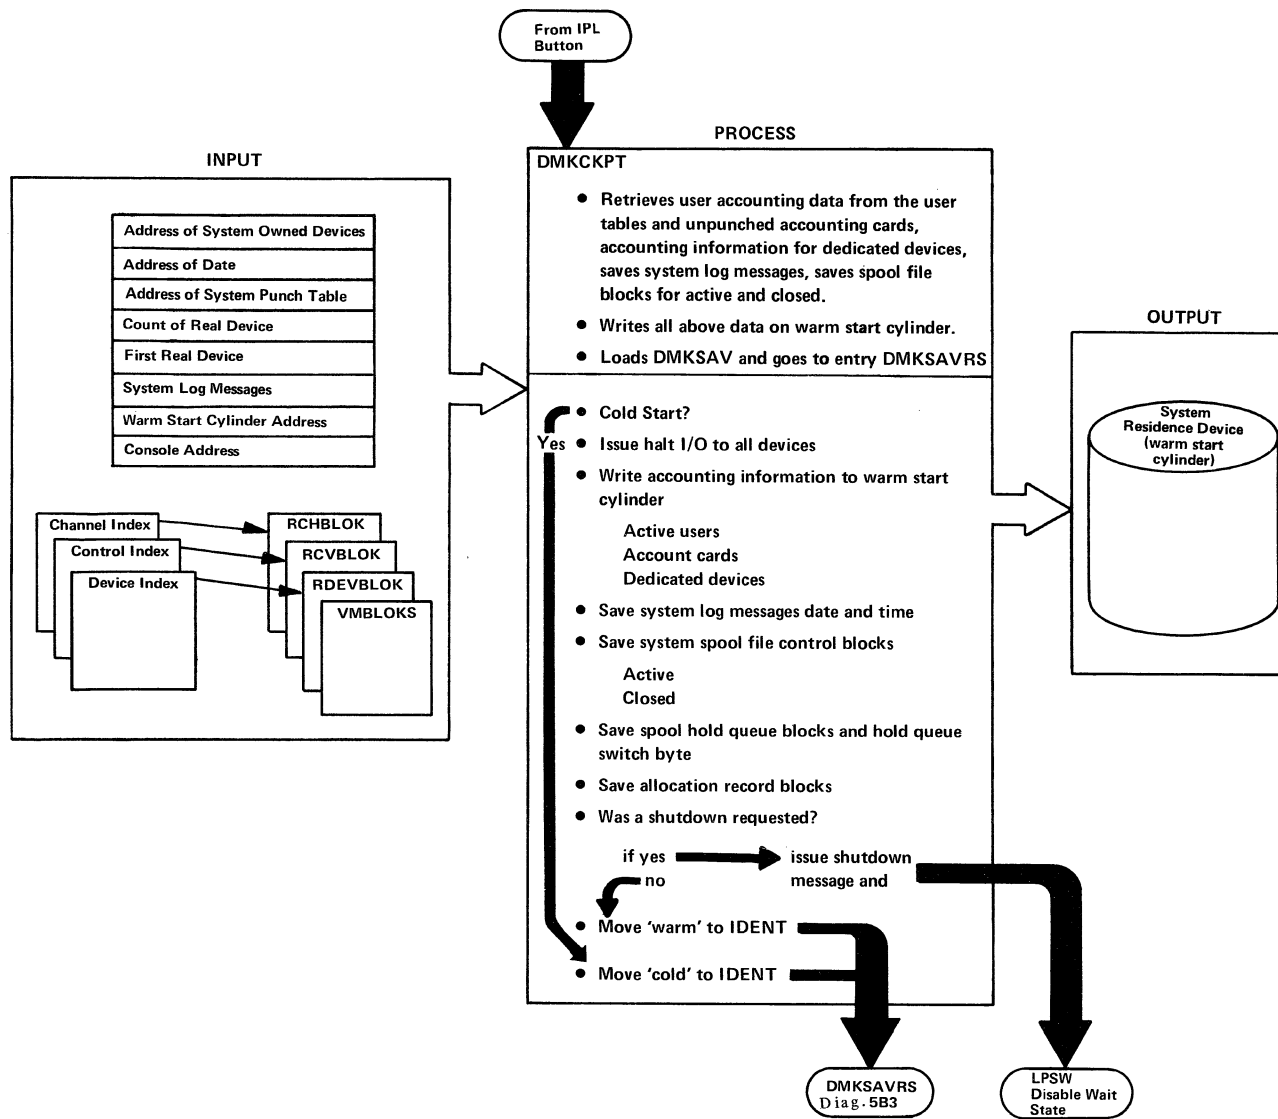 From IPL
Button
INPUT
Address of System Owned Devices
Address of Date
Address of System Punch Table
Count of Real Device
First Real Device
System Log Messages
Warm Start Cylinder Address
Console Address
Channel Index
Control Index
Device Index
RCHBLOK
RCVBLOK
RDEVBLOK
VMBLOKS
PROCESS
DMKCKPT
• Retrieves user accounting data from the user
tables and unpunched accounting cards,
accounting information for dedicated devices,
saves system log messages, saves spool file
blocks for active and closed.
• Writes all above data on warm start cylinder.
• Loads DMKSAV and goes to entry DMKSAVRS
• Cold Start?
Yes
• Issue halt I/O to all devices
• Write accounting information to warm start
cylinder
Active users
Account cards
Dedicated devices
• Save system log messages date and time
• Save system spool file control blocks
Active
Closed
• Save spool hold queue blocks and hold queue
switch byte
• Save allocation record blocks
• Was a shutdown requested?
if yes
issue shutdown
no
message and
• Move 'warm' to IDENT
• Move 'cold' to IDENT
OUTPUT
System
Residence Device
(warm start
cylinder)
DMKSAVRS
Diag. 5B3
LPSW
Disable Wait
State